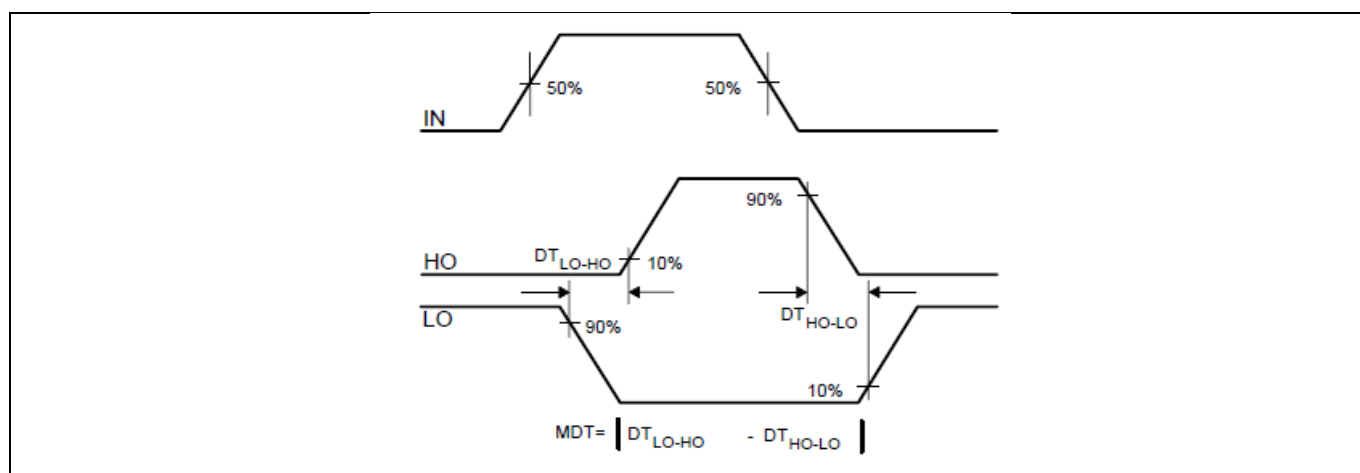 50% 50%
IN
90%
HO DT LO-HO 10%
LO 90% DT HO-LO
10%
MDT= | DT LO-HO - DT HO-LO |